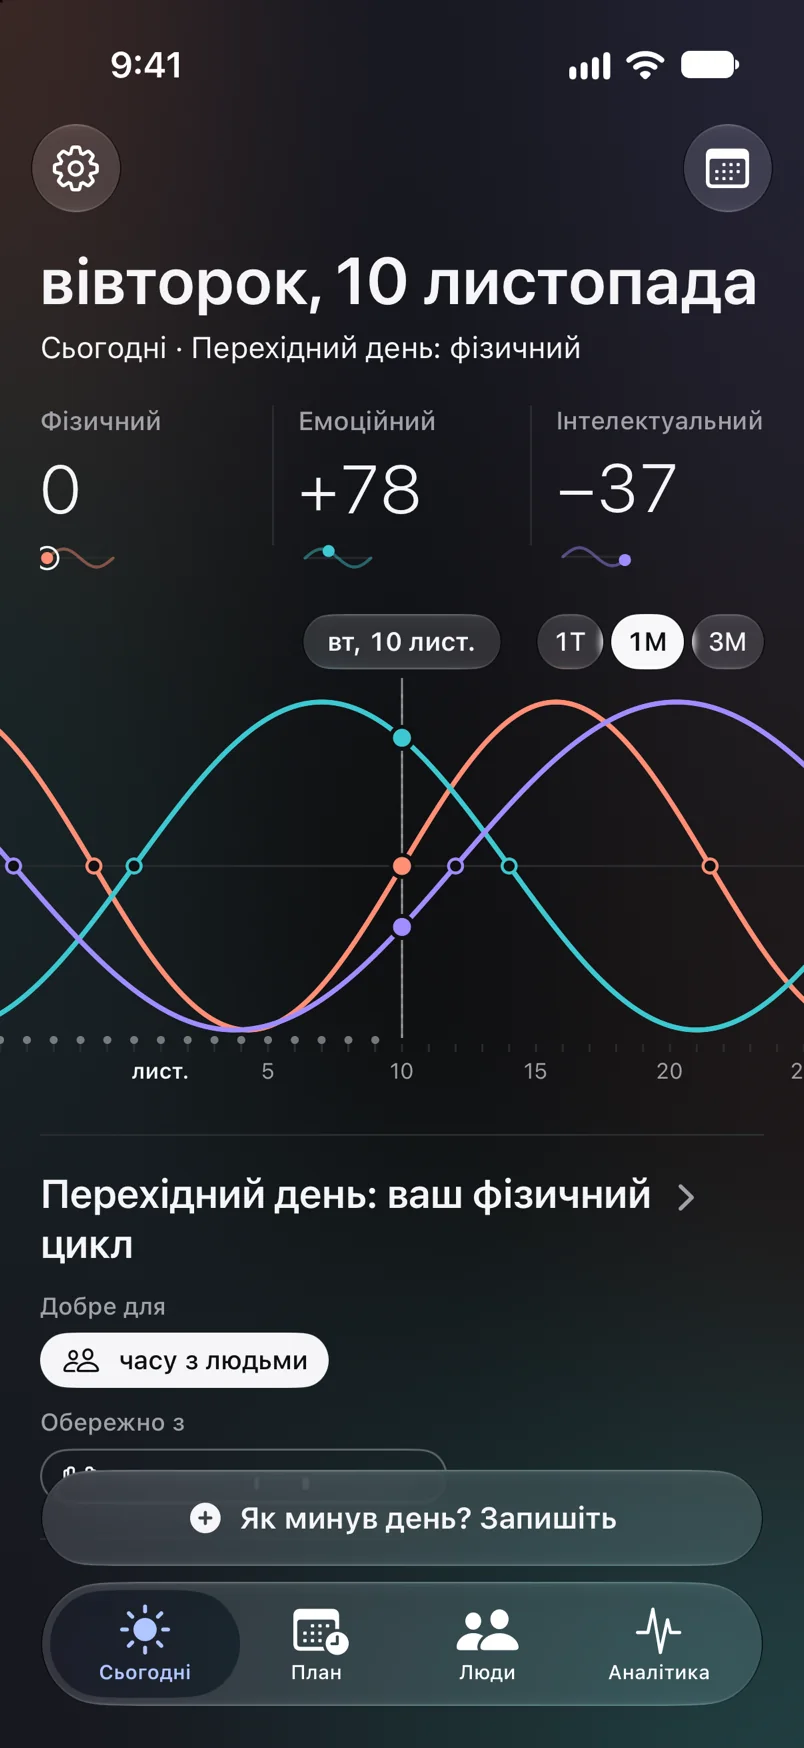 9:41
вівторок, 10 листопада
Сьогодні · Перехідний день: фізичний
Фізичний
Емоційний
Інтелектуальний
0
+78
−37
вт, 10 лист.
1Т
1М
3М
лист.
5
10
15
20
Перехідний день: ваш фізичний
цикл
Добре для
часу з людьми
Обережно з
Як минув день? Запишіть
Сьогодні
План
Люди
Аналітика